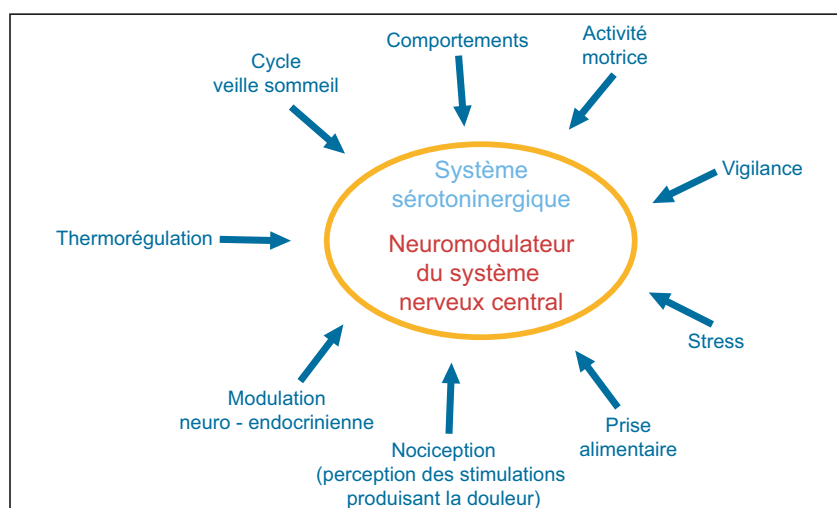 Comportements
Activité
motrice
Cycle
veille sommeil
Vigilance
Système
sérotoninergique
Thermorégulation
Neuromodulateur
du système
nerveux central
Stress
Modulation
neuro - endocrinienne
Prise
alimentaire
Nociception
(perception des stimulations
produisant la douleur)